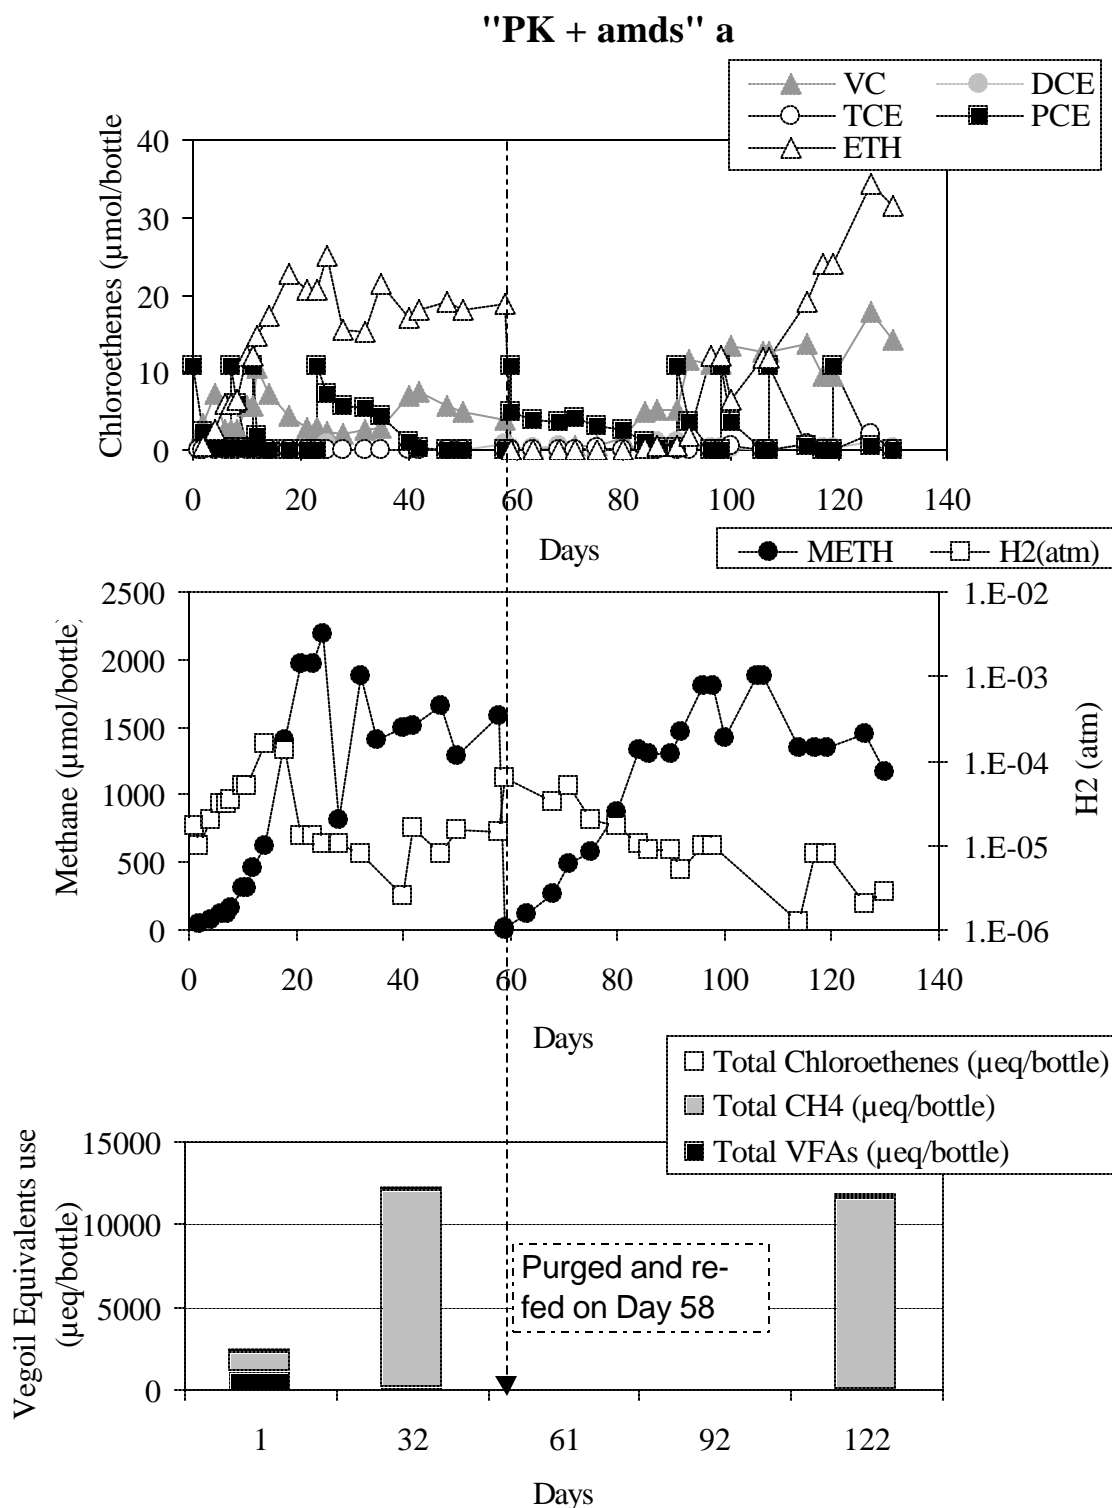 "PK + amds" a
VC DCE
TCE PCE
ETH
Chloroethenes (µmol/bottle
40
30
20
10
0
0 20 40 60 80 100 120 140
Days
METH H2(atm)
Methane (µmol/bottle)
2500
2000
1500
1000
500
0
1.E-02
1.E-03
1.E-04
1.E-05
1.E-06
H2 (atm)
0 20 40 60 80 100 120 140
Days
Total Chloroethenes (µeq/bottle)
Total CH4 (µeq/bottle)
Total VFAs (µeq/bottle)
Vegoil Equivalents use
(µeq/bottle)
15000
10000
5000
0
Purged and re-
fed on Day 58
1 32 61 92 122
Days